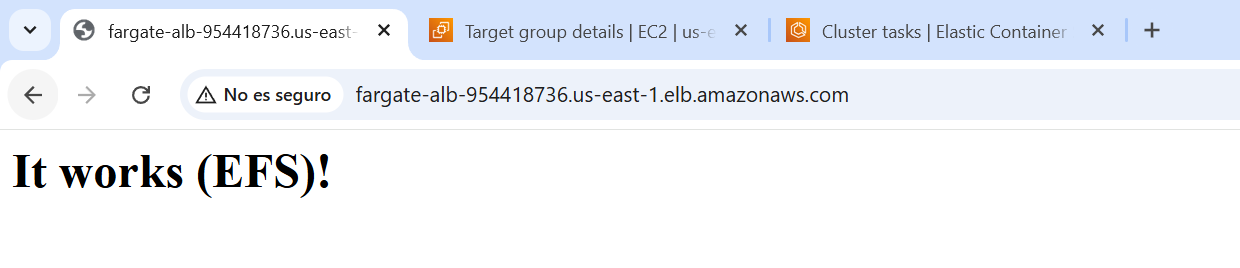 fargate-alb-954418736.us-east-
Target group details | EC2 | us-e
Cluster tasks | Elastic Container
No es seguro
fargate-alb-954418736.us-east-1.elb.amazonaws.com
It works (EFS)!